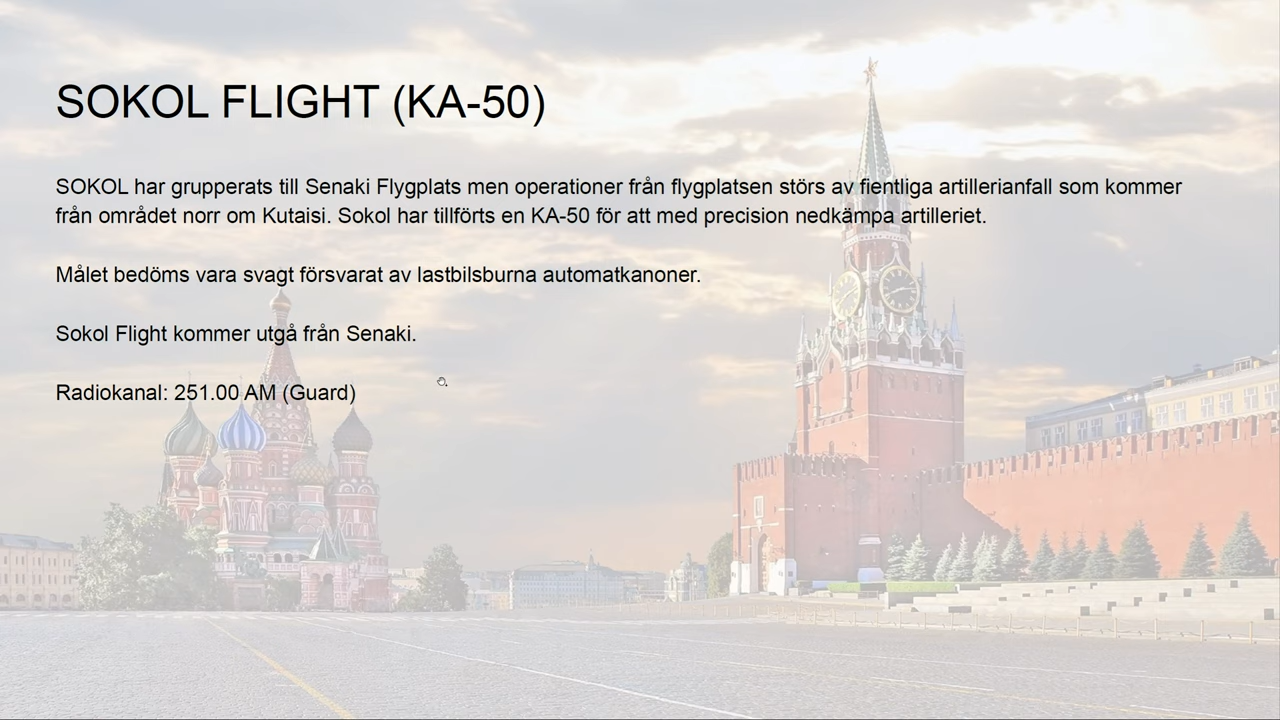 SOKOL FLIGHT (KA-50)
SOKOL har grupperats till Senaki Flygplats men operationer från flygplatsen störs av fientliga artillerianfall som kommer
från området norr om Kutaisi. Sokol har tillförts en KA-50 för att med precision nedkämpa artilleriet.
Målet bedöms vara svagt försvarat av lastbilsburna automatkanoner.
Sokol Flight kommer utgå från Senaki.
Radiokanal: 251.00 AM (Guard)